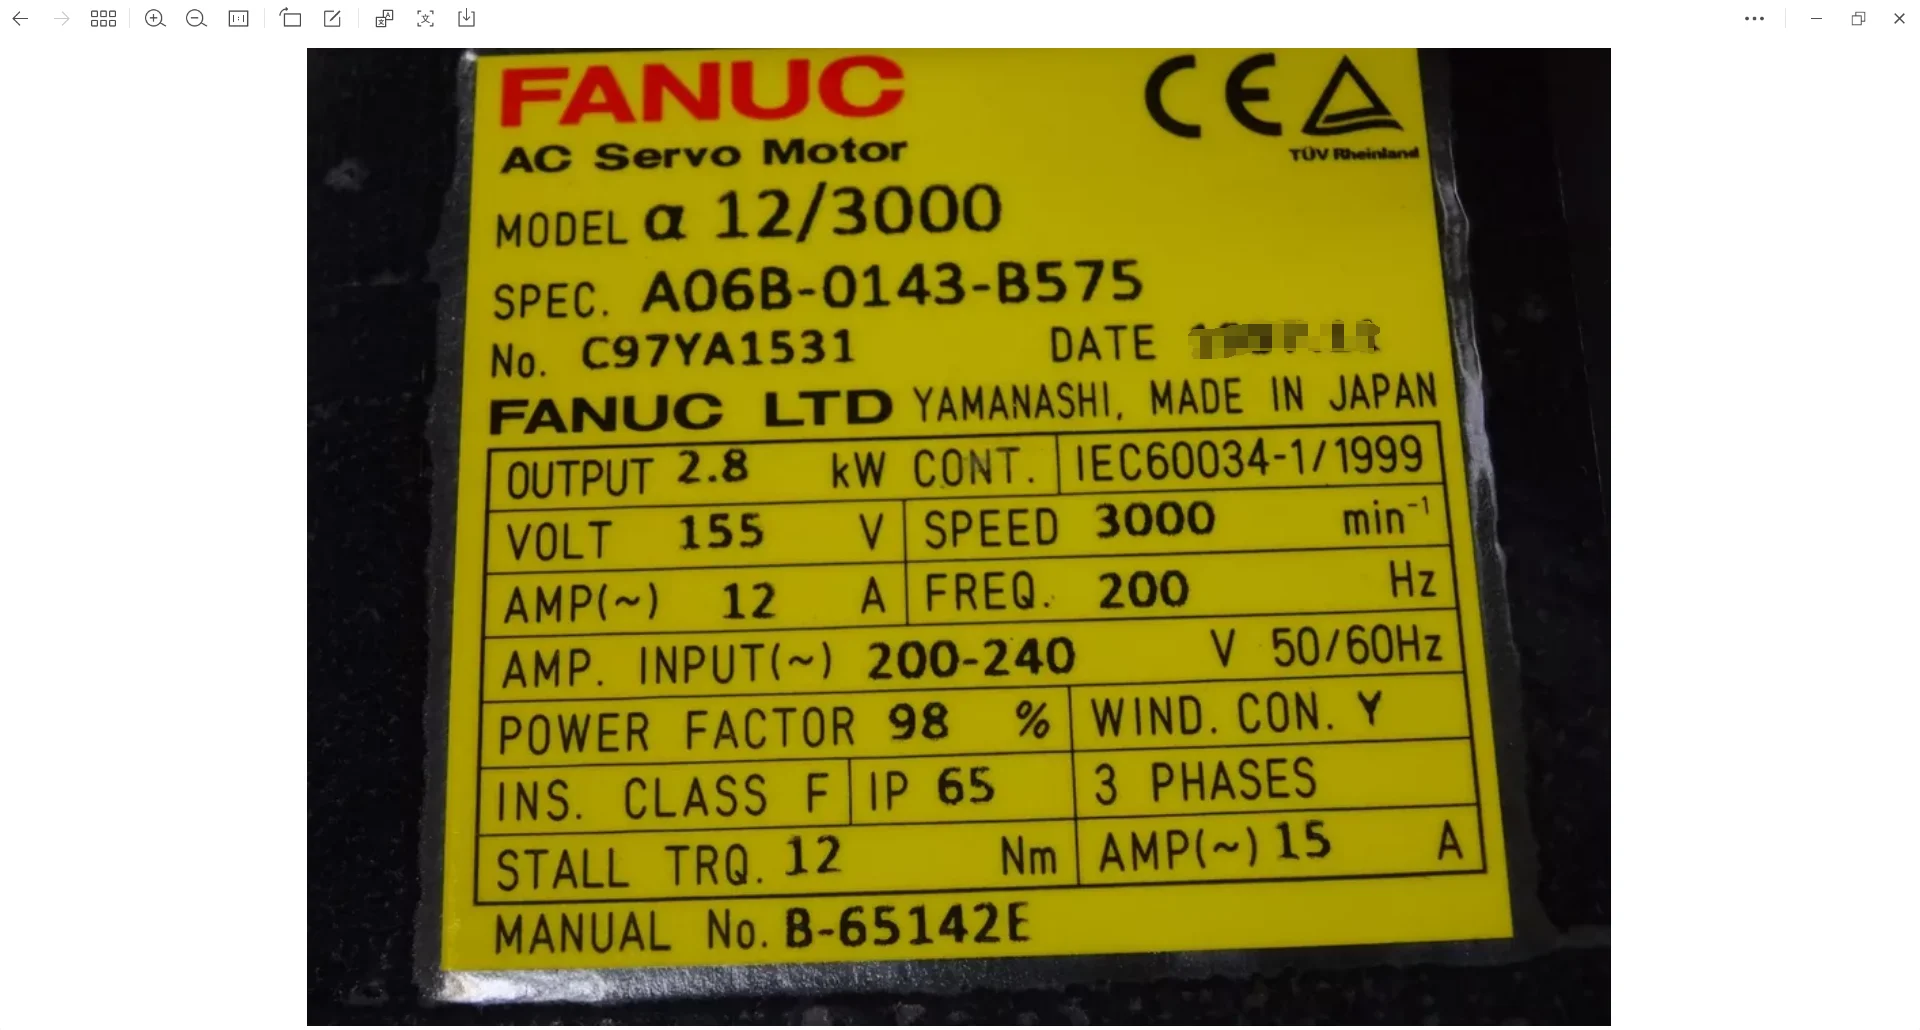 FANUC
CE
TÜV Rheinland
AC Servo Motor
MODEL α 12/3000
SPEC. A06B-0143-B575
No. C97YA1531 DATE
FANUC LTD YAMANASHI, MADE IN JAPAN
OUTPUT 2.8 kW CONT. IEC60034-1/1999
VOLT 155 V SPEED 3000 min⁻¹
AMP(~) 12 A FREQ. 200 Hz
AMP. INPUT(~) 200-240 V 50/60Hz
POWER FACTOR 98 % WIND. CON. Y
INS. CLASS F IP 65 3 PHASES
STALL TRQ. 12 Nm AMP(~) 15 A
MANUAL No. B-65142E